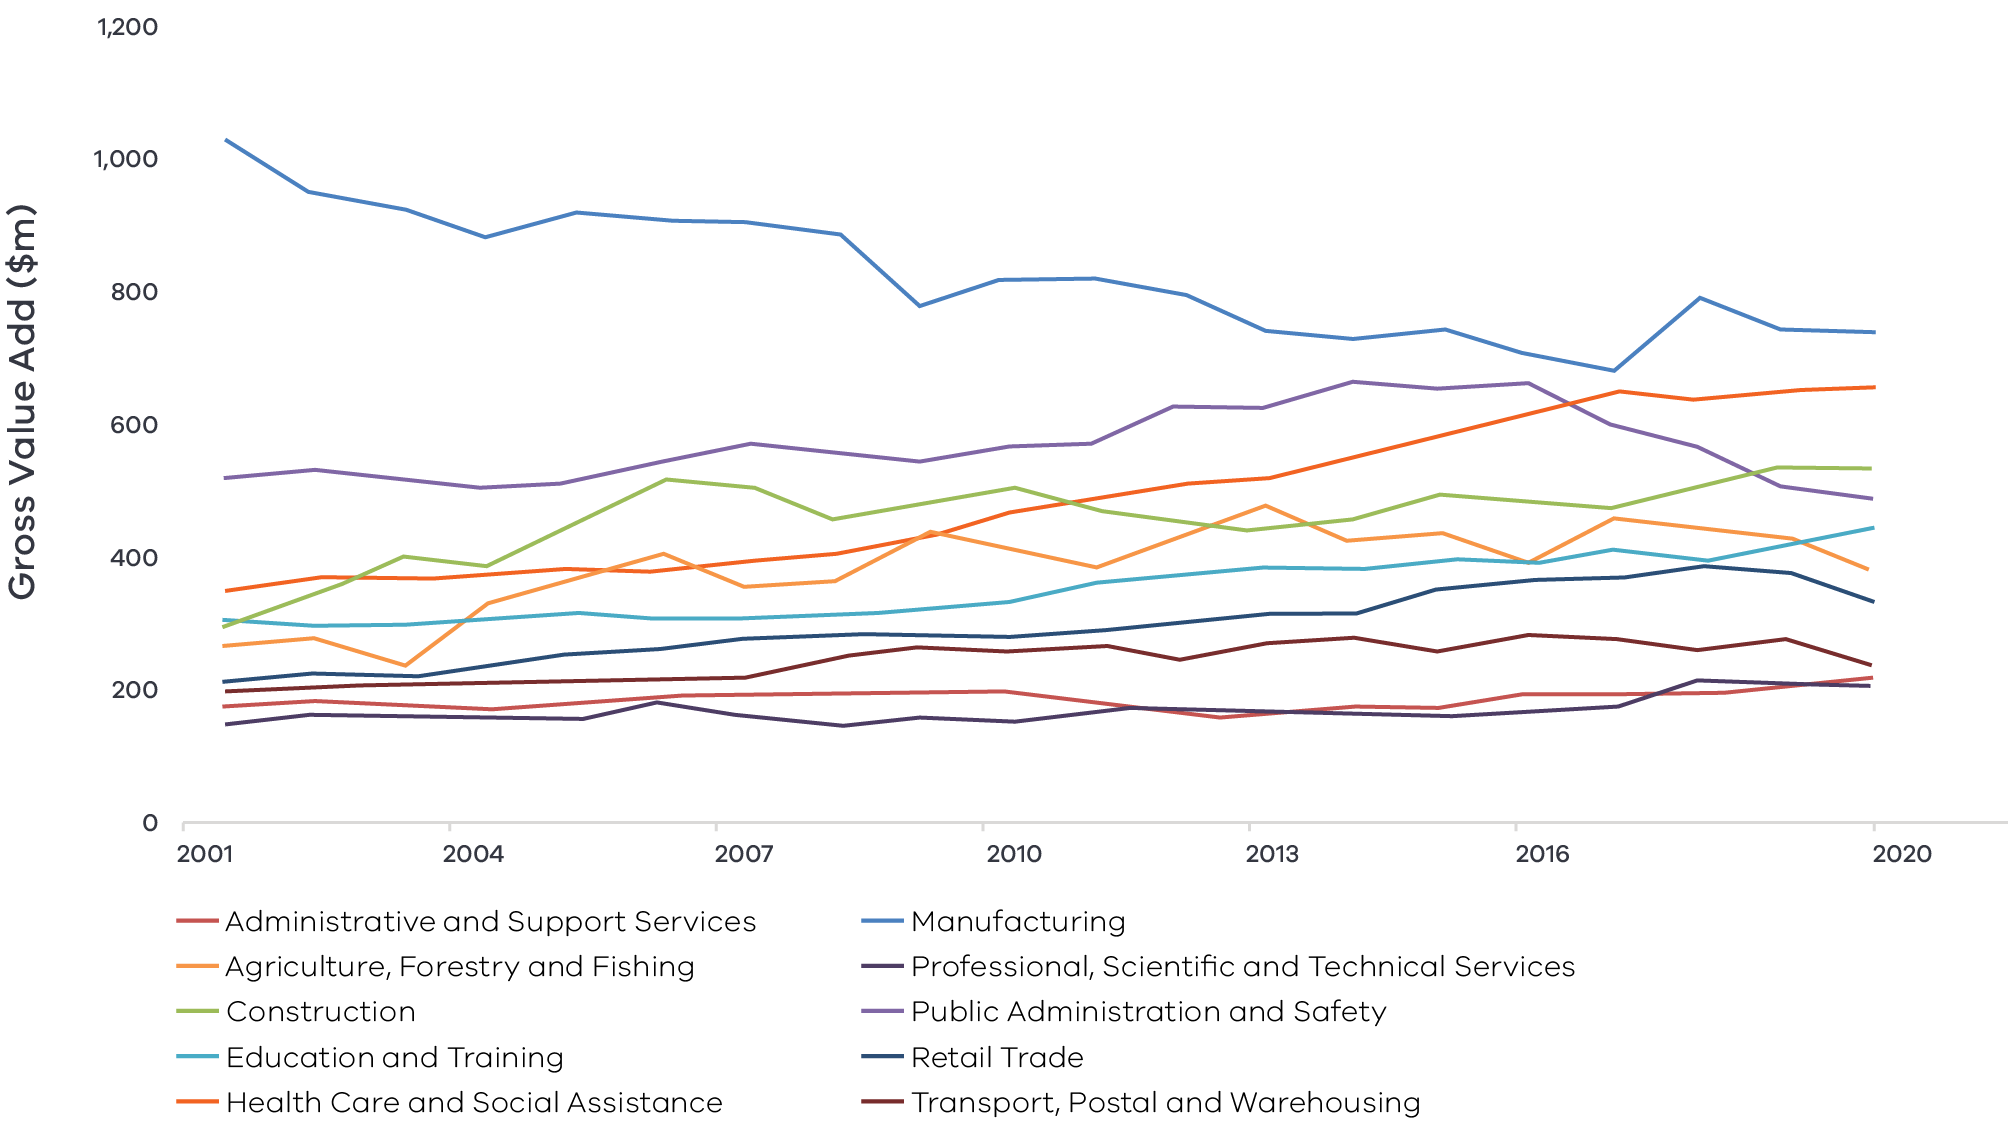 1,200
1,000
800
600
400
200
0
Gross Value Add ($m)
2001 2004 2007 2010 2013 2016 2020
Administrative and Support Services
Manufacturing
Agriculture, Forestry and Fishing
Professional, Scientific and Technical Services
Construction
Public Administration and Safety
Education and Training
Retail Trade
Health Care and Social Assistance
Transport, Postal and Warehousing